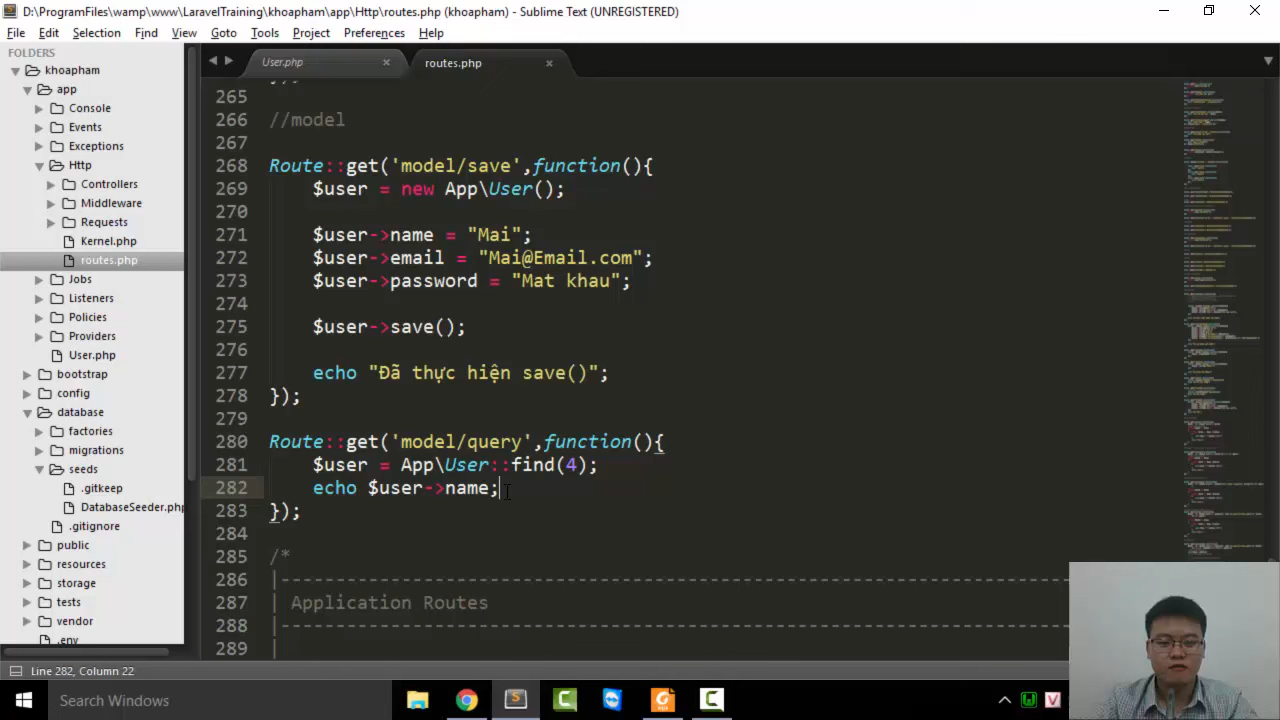 D:\ProgramFiles\wamp\www\LaravelTraining\khoapham\app\Http\routes.php (khoapham) - Sublime Text (UNREGISTERED)
File Edit Selection Find View Goto Tools Project Preferences Help
FOLDERS
khoapham
app
Console
Events
Exceptions
Http
Controllers
Middleware
Requests
Kernel.php
routes.php
Jobs
Listeners
Policies
Providers
User.php
bootstrap
config
database
factories
migrations
seeds
.gitkeep
DatabaseSeeder.php
.gitignore
public
resources
storage
tests
vendor
.env
User.php
routes.php
265
266 //model
267
268 Route::get('model/save',function(){
269 $user = new App\User();
270
271 $user->name = "Mai";
272 $user->email = "Mai@Email.com";
273 $user->password = "Mat khau";
274
275 $user->save();
276
277 echo "Đã thực hiện save()";
278 });
279
280 Route::get('model/query',function(){
281 $user = App\User::find(4);
282 echo $user->name;
283 });
284
285 /*
286 |--------------------------------------------------------------------------
287 | Application Routes
288 |--------------------------------------------------------------------------
289 |
Line 282, Column 22
Search Windows